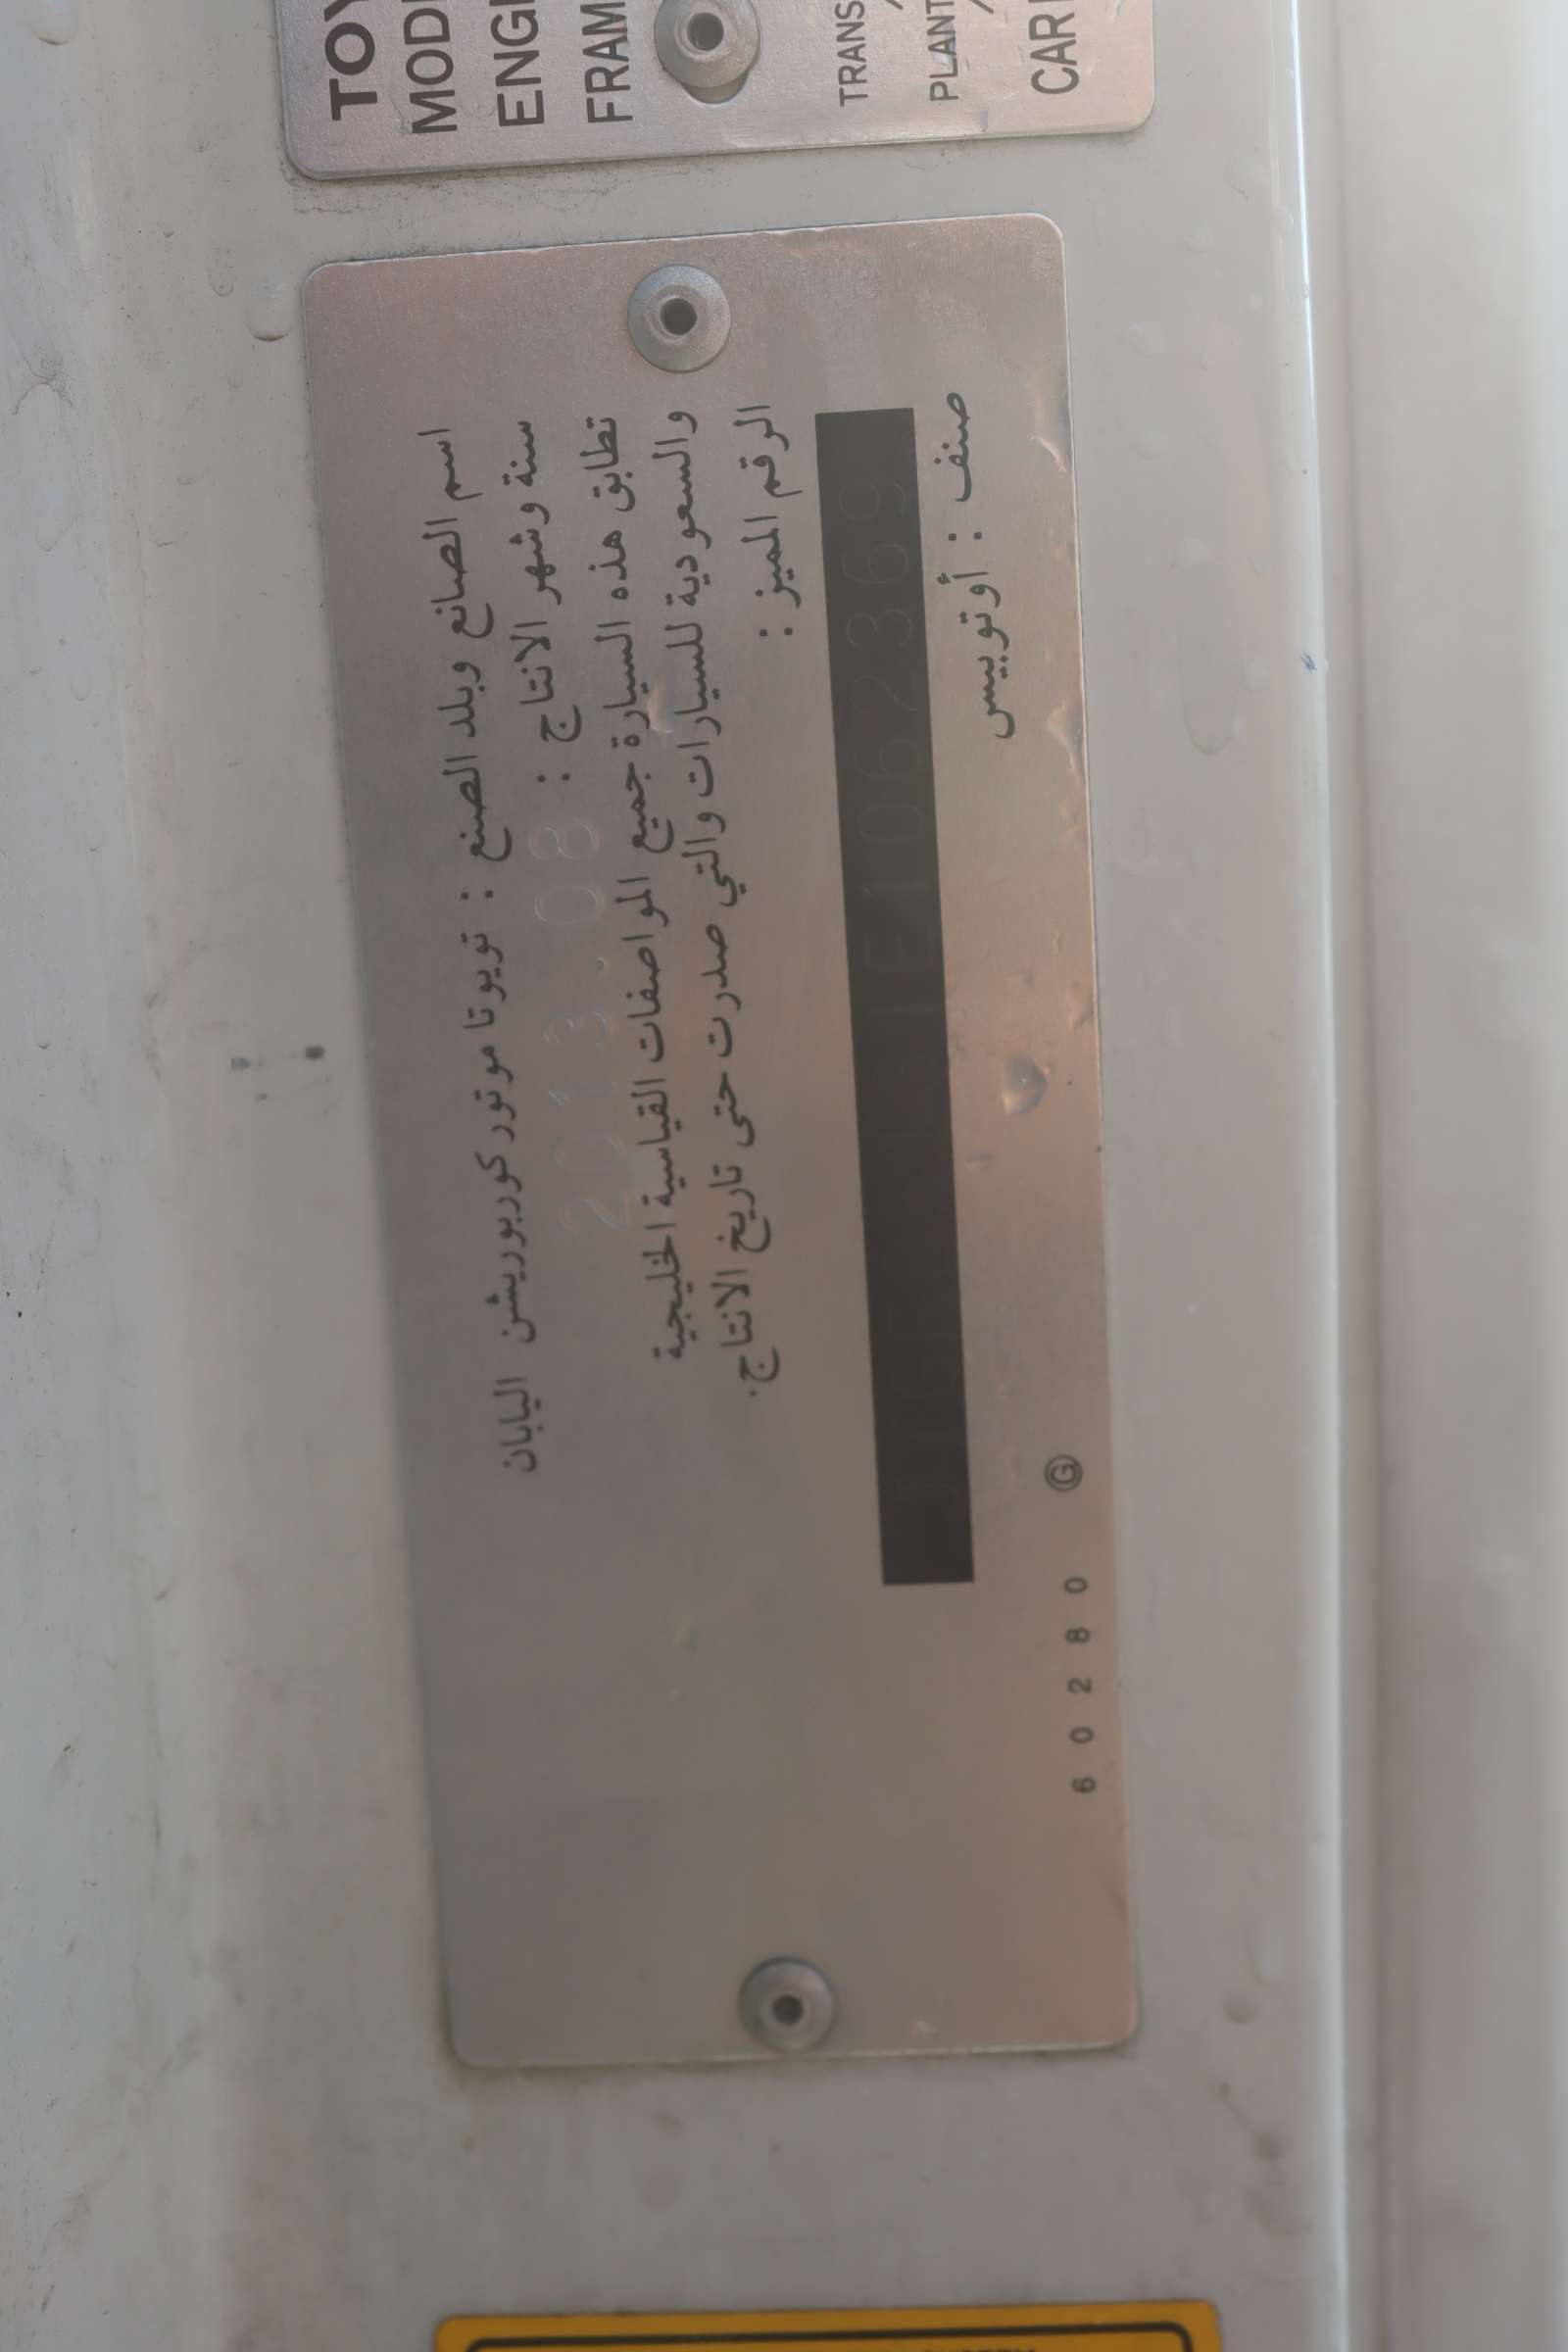 اسم الصانع وبلد الصنع : تويوتا موتور كوربوريشن اليابان
سنة وشهر الانتاج : 2013.08
تطابق هذه السيارة جميع المواصفات القياسية الخليجية
والسعودية للسيارات والتي صدرت حتى تاريخ الانتاج.
الرقم المميز :
صنف : أوتوبيس
60280 Ⓖ
TOY
MOD
ENG
FRAM
TRANS
PLANT
CAR